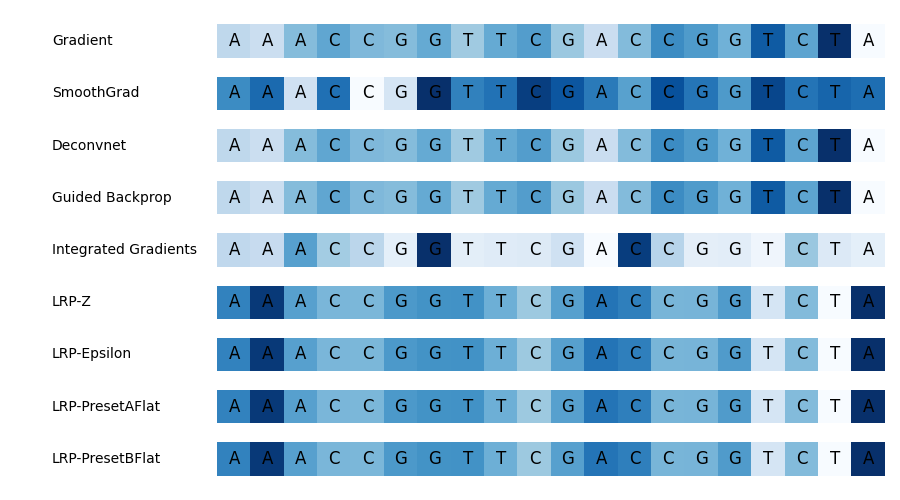 Gradient A A A C C G G T T C G A C C G G T C T A
SmoothGrad A A A C C G G T T C G A C C G G T C T A
Deconvnet A A A C C G G T T C G A C C G G T C T A
Guided Backprop A A A C C G G T T C G A C C G G T C T A
Integrated Gradients A A A C C G G T T C G A C C G G T C T A
LRP-Z A A A C C G G T T C G A C C G G T C T A
LRP-Epsilon A A A C C G G T T C G A C C G G T C T A
LRP-PresetAFlat A A A C C G G T T C G A C C G G T C T A
LRP-PresetBFlat A A A C C G G T T C G A C C G G T C T A